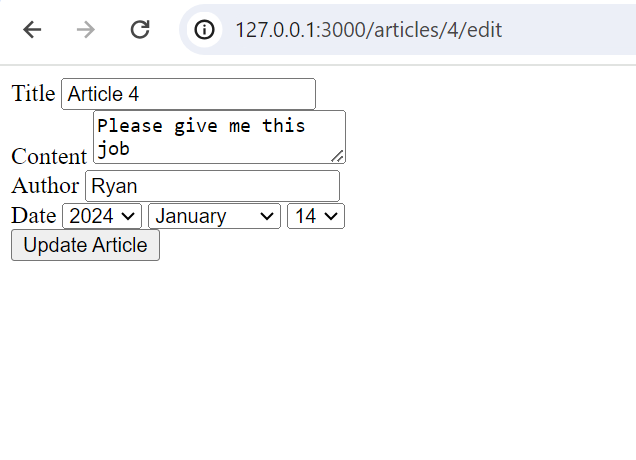 127.0.0.1:3000/articles/4/edit
Title Article 4
Please give me this
job
Content
Author Ryan
Date 2024 January 14
Update Article